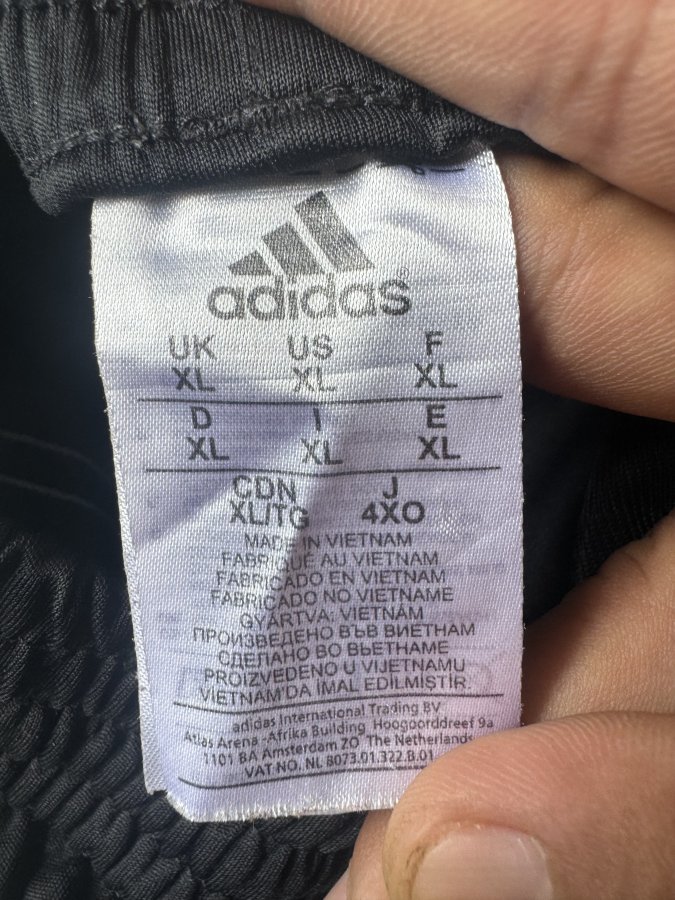 adidas®
UK US F
XL XL XL
D I E
XL XL XL
CDN J
XL/TG 4XO
MADE IN VIETNAM
FABRIQUÉ AU VIETNAM
FABRICADO EN VIETNAM
FABRICADO NO VIETNAME
GYÁRTVA: VIETNÁM
ПРОИЗВЕДЕНО ВЪВ ВИЕТНАМ
СДЕЛАНО ВО ВЬЕТНАМЕ
PROIZVEDENO U VIJETNAMU
VIETNAM'DA İMAL EDİLMİŞTİR.
adidas International Trading BV
Atlas Arena -Afrika Building Hoogoorddreef 9a
1101 BA Amsterdam ZO The Netherlands
VAT NO. NL 8073.01.322.B.01